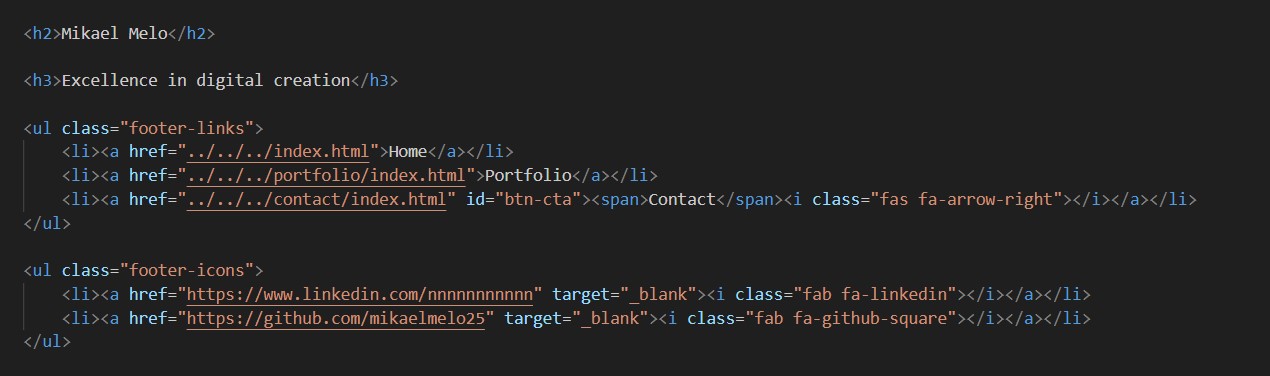 <h2>Mikael Melo</h2>
<h3>Excellence in digital creation</h3>
<ul class="footer-links">
<li><a href="../../../index.html">Home</a></li>
<li><a href="../../../portfolio/index.html">Portfolio</a></li>
<li><a href="../../../contact/index.html" id="btn-cta"><span>Contact</span><i class="fas fa-arrow-right"></i></a></li>
</ul>
<ul class="footer-icons">
<li><a href="https://www.linkedin.com/nnnnnnnnnnn" target="_blank"><i class="fab fa-linkedin"></i></a></li>
<li><a href="https://github.com/mikaelmelo25" target="_blank"><i class="fab fa-github-square"></i></a></li>
</ul>